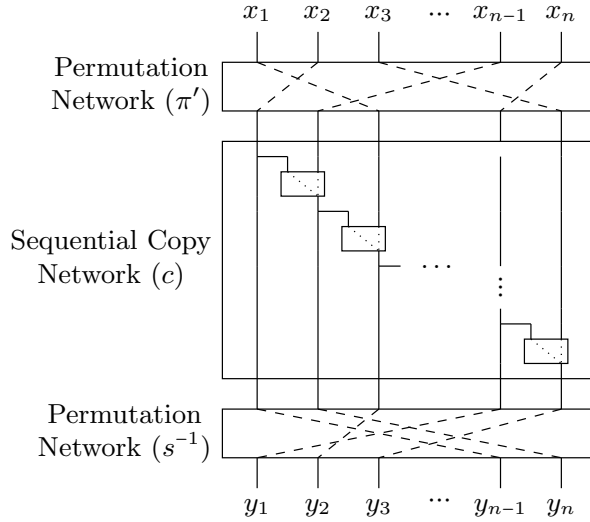 x₁ x₂ x₃ ... xₙ₋₁ xₙ
Permutation
Network (π′)
Sequential Copy
Network (c)
...
⋮
Permutation
Network (s⁻¹)
y₁ y₂ y₃ ... yₙ₋₁ yₙ